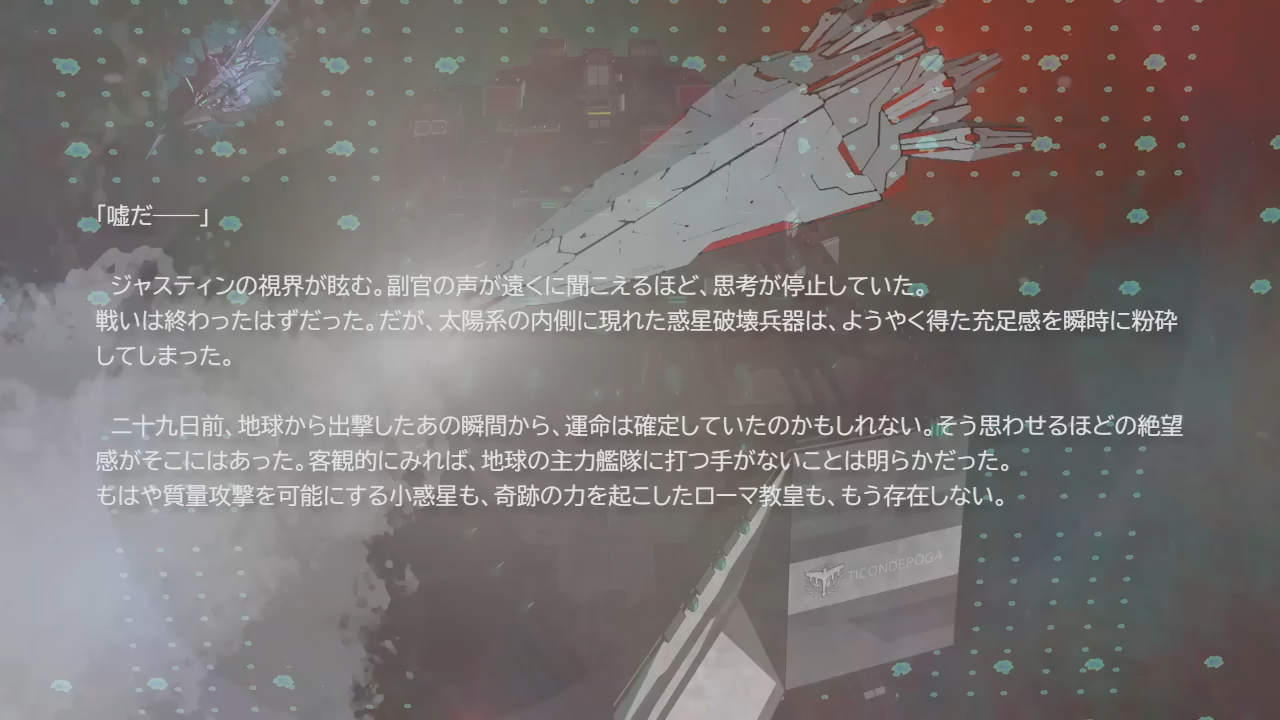 「嘘だ――」
ジャスティンの視界が眩む。副官の声が遠くに聞こえるほど、思考が停止していた。
戦いは終わったはずだった。だが、太陽系の内側に現れた惑星破壊兵器は、ようやく得た充足感を瞬時に粉砕
してしまった。
二十九日前、地球から出撃したあの瞬間から、運命は確定していたのかもしれない。そう思わせるほどの絶望
感がそこにはあった。客観的にみれば、地球の主力艦隊に打つ手がないことは明らかだった。
もはや質量攻撃を可能にする小惑星も、奇跡の力を起こしたローマ教皇も、もう存在しない。
TICONDEROGA